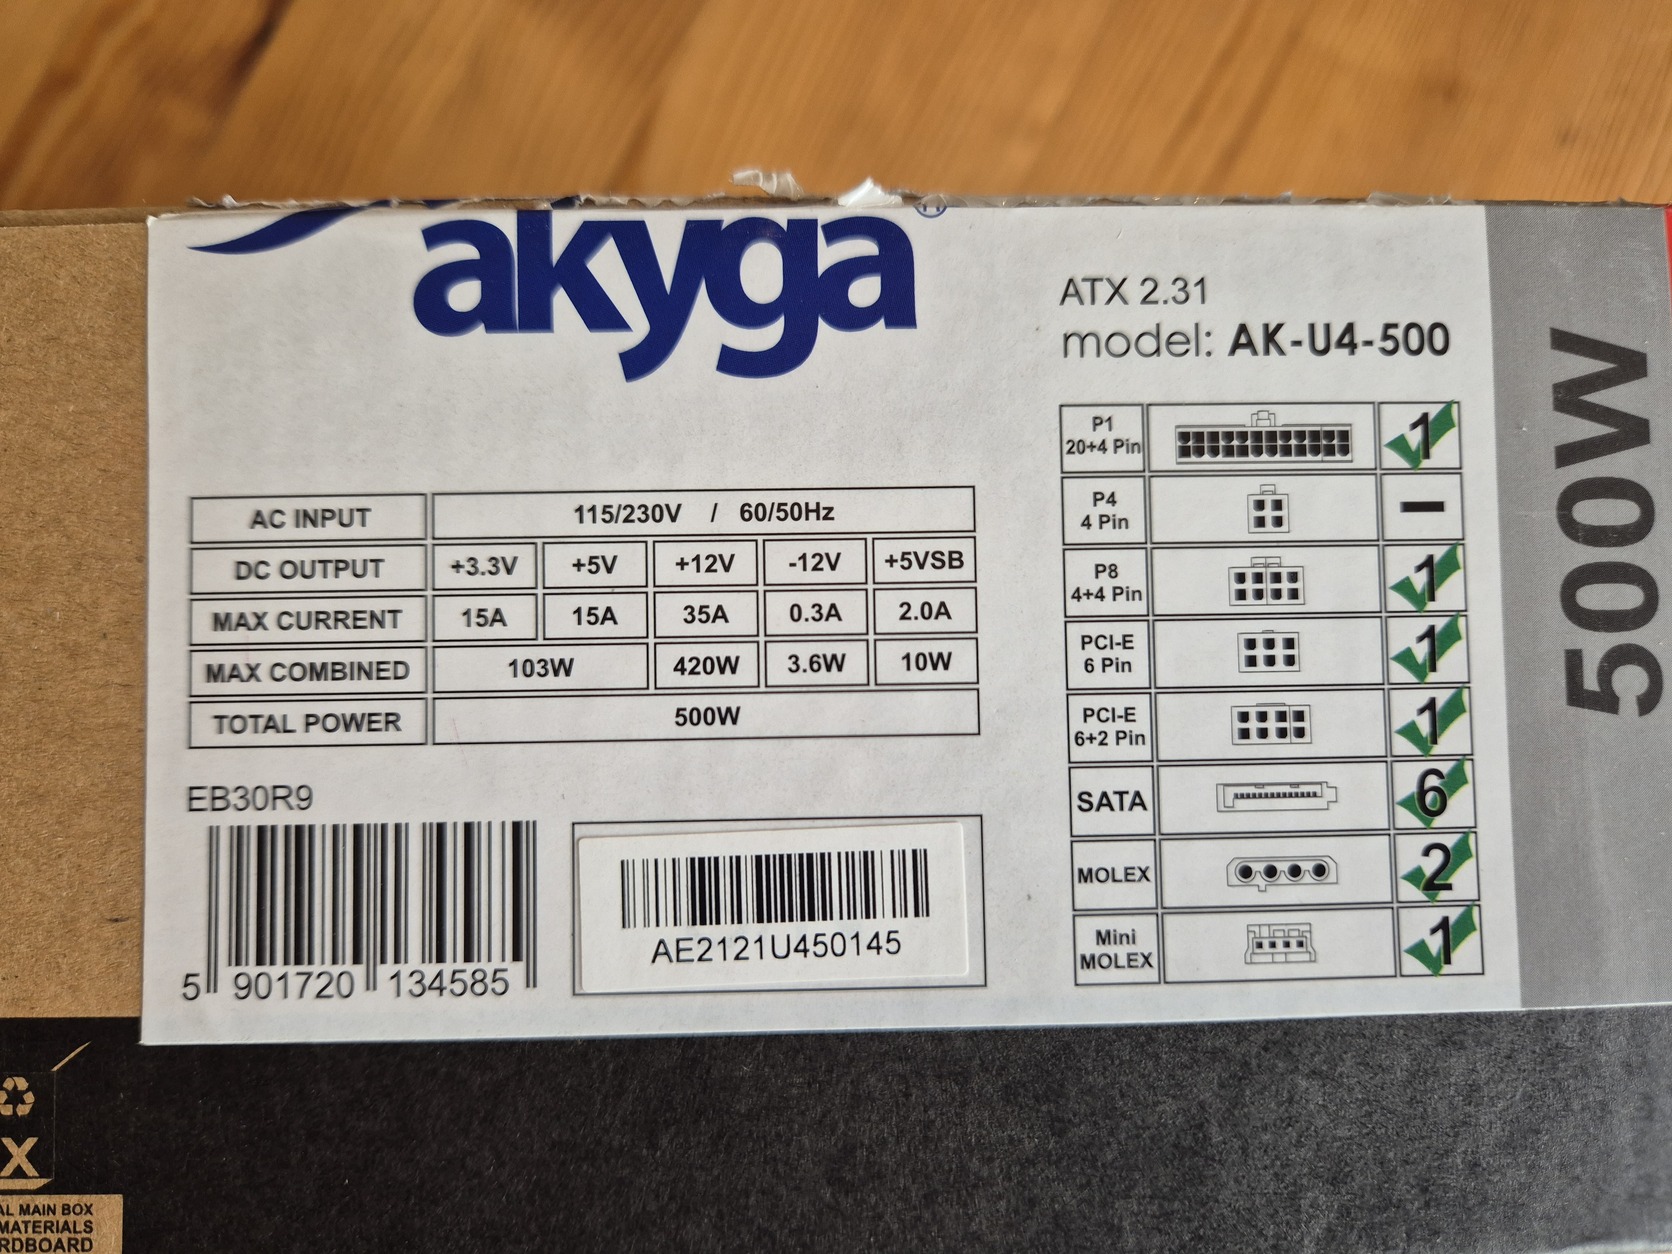 akyga®
ATX 2.31
model: AK-U4-500
AC INPUT 115/230V / 60/50Hz
DC OUTPUT +3.3V +5V +12V -12V +5VSB
MAX CURRENT 15A 15A 35A 0.3A 2.0A
MAX COMBINED 103W 420W 3.6W 10W
TOTAL POWER 500W
EB30R9
5 901720 134585
AE2121U450145
P1
20+4 Pin 1
P4
4 Pin –
P8
4+4 Pin 1
PCI-E
6 Pin 1
PCI-E
6+2 Pin 1
SATA 6
MOLEX 2
Mini
MOLEX 1
500W
X
MAIN BOX
MATERIALS